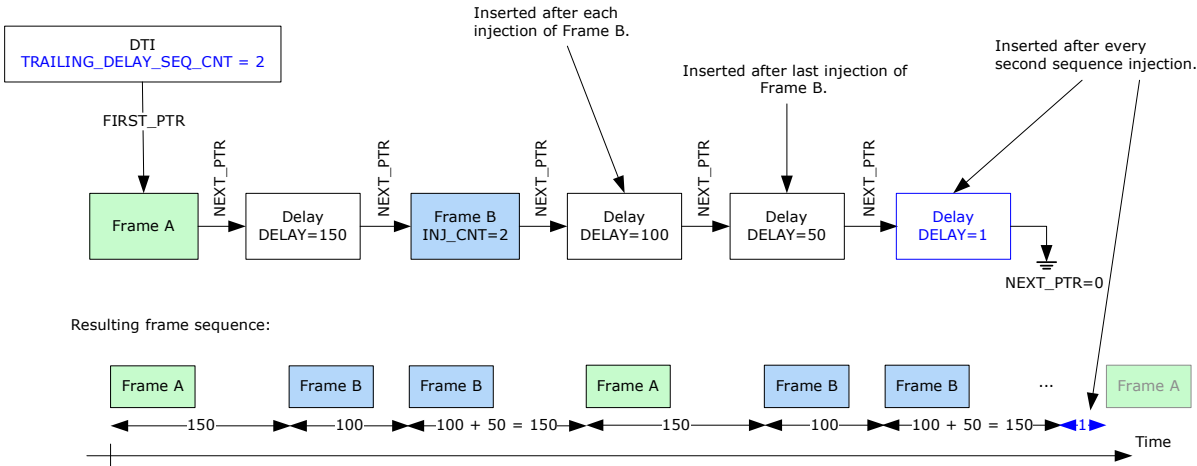 Inserted after each
injection of Frame B.
DTI
TRAILING_DELAY_SEQ_CNT = 2
Inserted after every
second sequence injection.
Inserted after last injection of
Frame B.
FIRST_PTR
NEXT_PTR
NEXT_PTR
NEXT_PTR
NEXT_PTR
NEXT_PTR
Frame A
Delay
DELAY=150
Frame B
INJ_CNT=2
Delay
DELAY=100
Delay
DELAY=50
Delay
DELAY=1
NEXT_PTR=0
Resulting frame sequence:
Frame A
Frame B
Frame B
Frame A
Frame B
Frame B
...
Frame A
150
100
100 + 50 = 150
150
100
100 + 50 = 150
1
Time